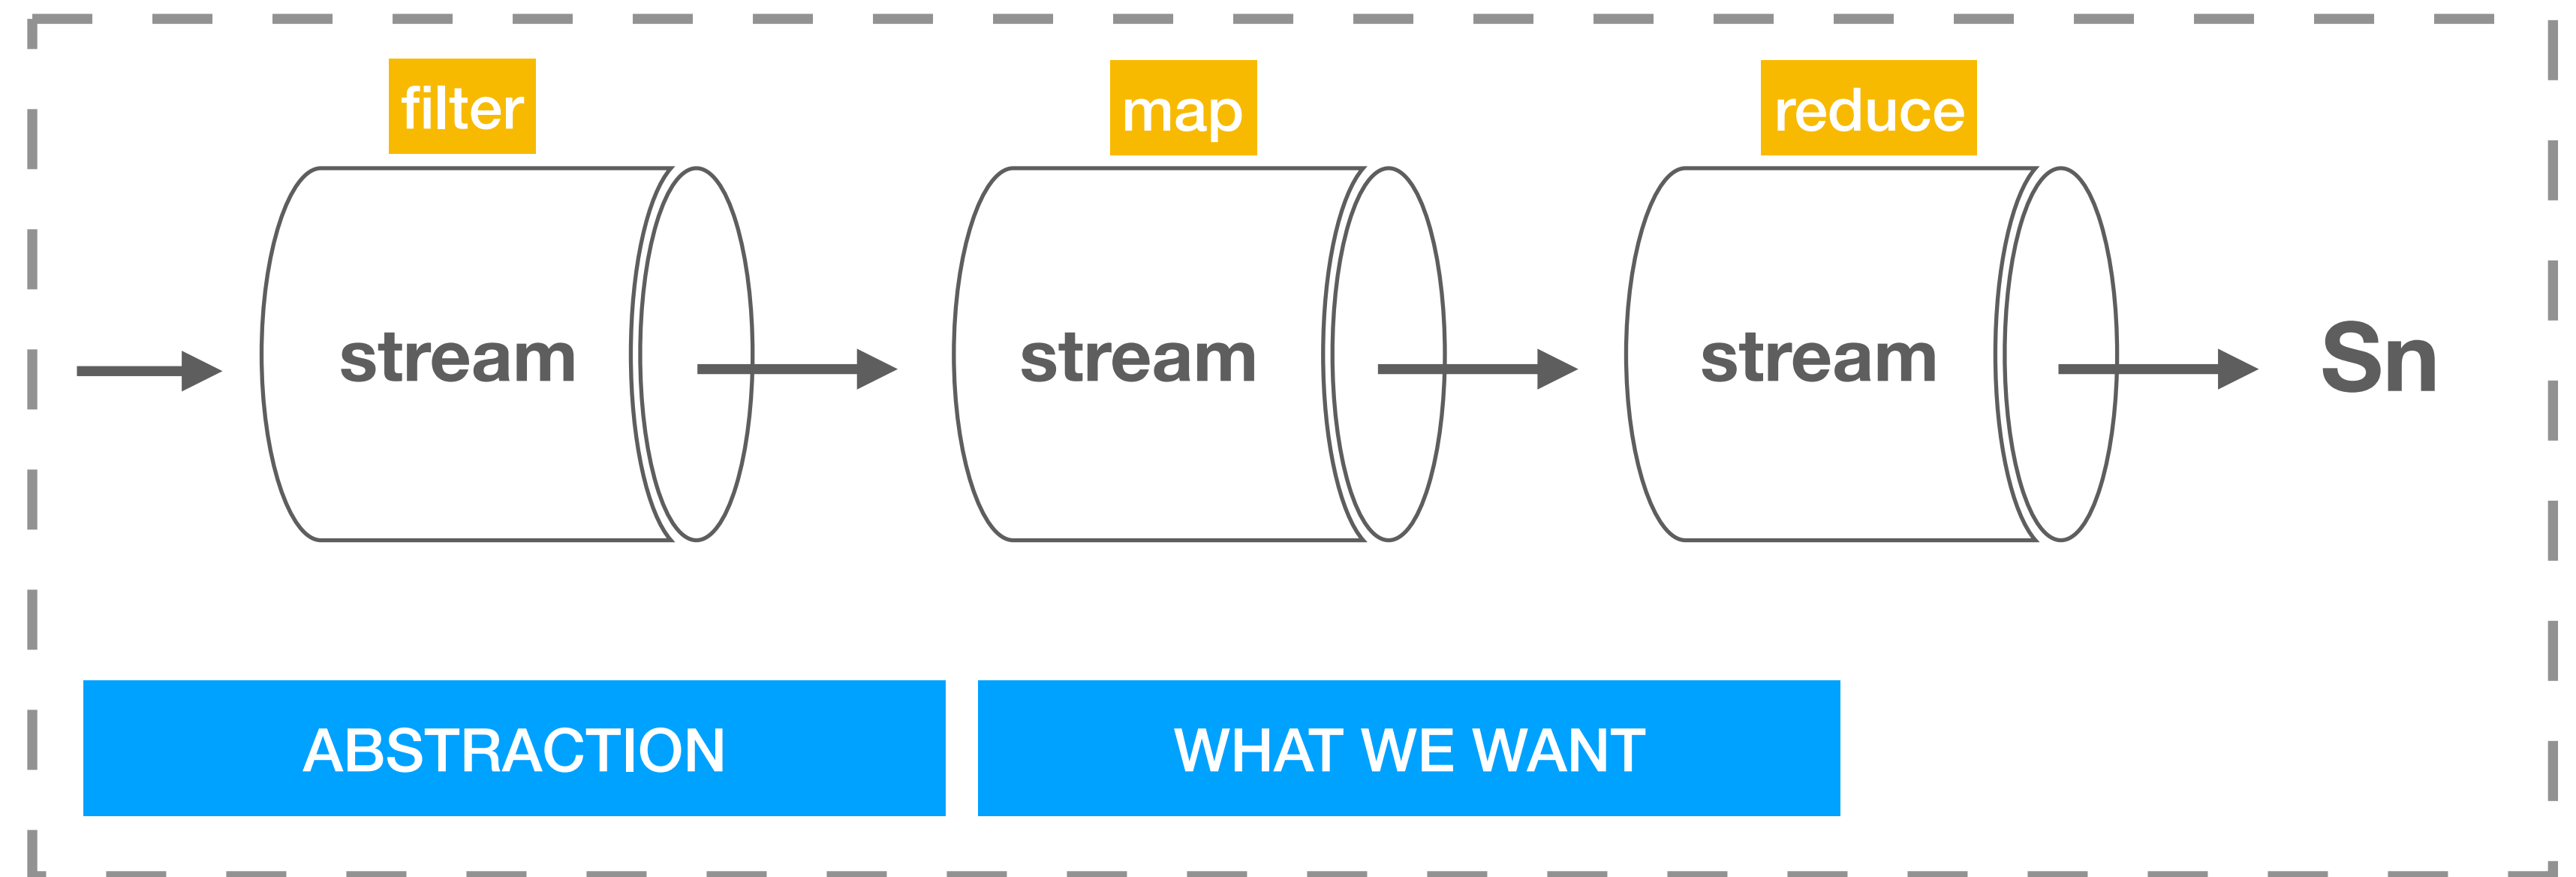 filter
map
reduce
stream
stream
stream
Sn
ABSTRACTION
WHAT WE WANT